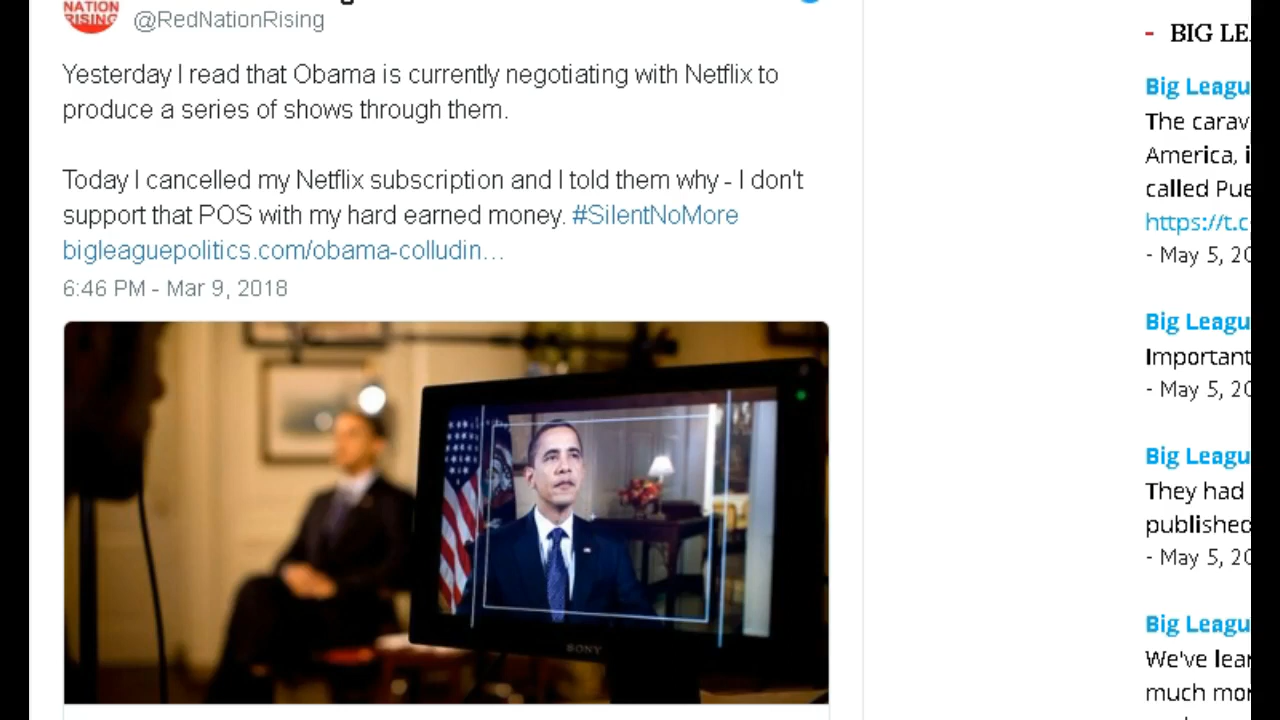 NATION
RISING
@RedNationRising
Yesterday I read that Obama is currently negotiating with Netflix to
produce a series of shows through them.
Today I cancelled my Netflix subscription and I told them why - I don't
support that POS with my hard earned money. #SilentNoMore
bigleaguepolitics.com/obama-colludin…
6:46 PM - Mar 9, 2018
SONY
- BIG LE
Big Leagu
The carav
America, i
called Pue
https://t.c
- May 5, 20
Big Leagu
Important
- May 5, 20
Big Leagu
They had
published
- May 5, 20
Big Leagu
We've lear
much mor